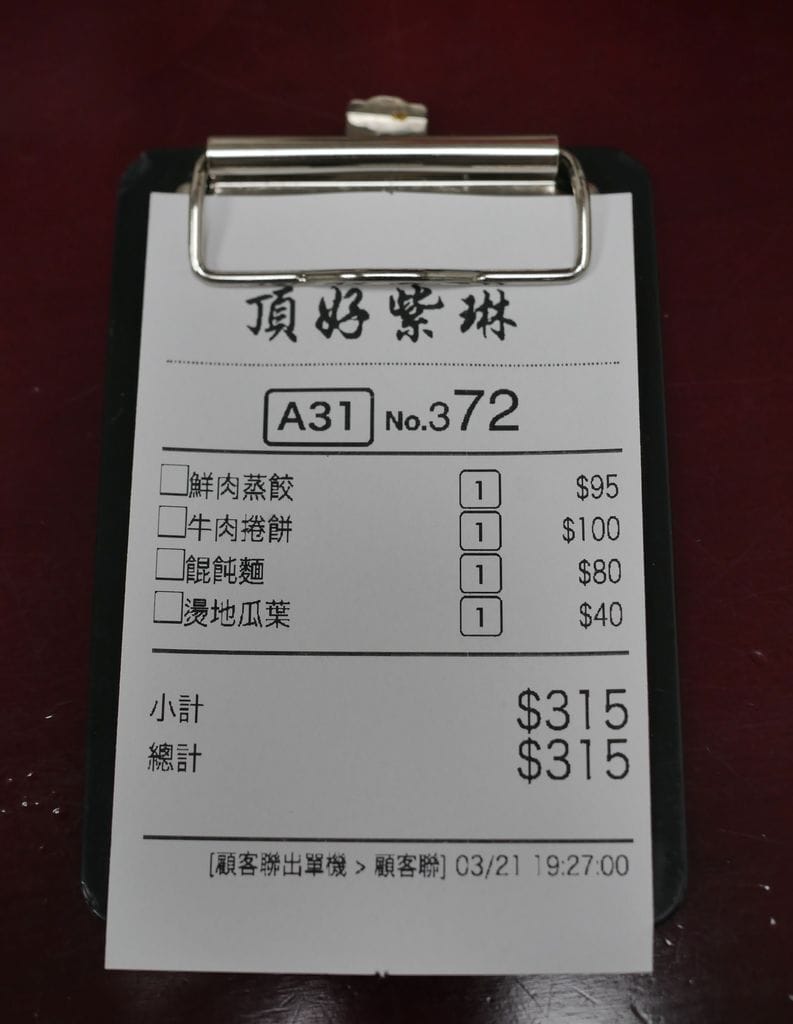 頂好紫琳
A31 No.372
鮮肉蒸餃 1 $95
牛肉捲餅 1 $100
餛飩麵 1 $80
燙地瓜葉 1 $40
小計 $315
總計 $315
[顧客聯出單機 > 顧客聯] 03/21 19:27:00